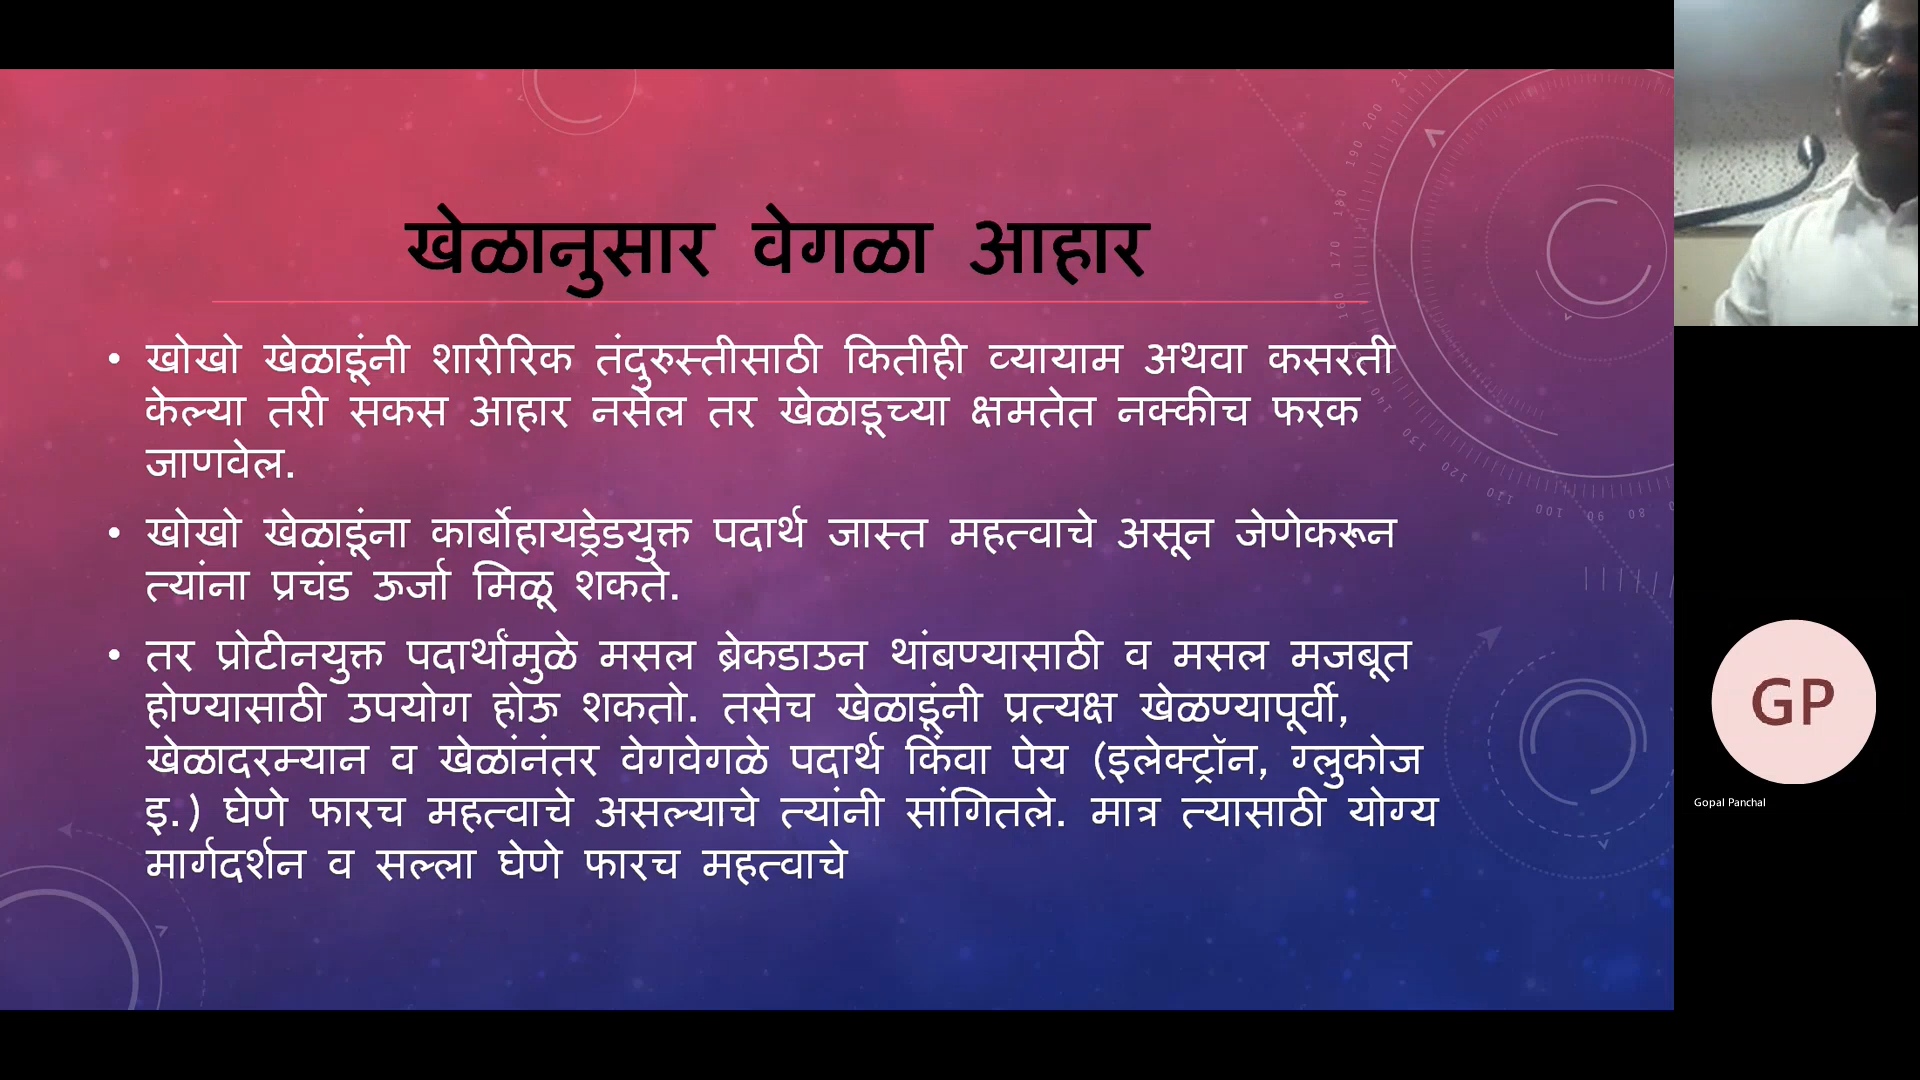 खेळानुसार वेगळा आहार
• खोखो खेळाडूंनी शारीरिक तंदुरुस्तीसाठी कितीही व्यायाम अथवा कसरती
केल्या तरी सकस आहार नसेल तर खेळाडूच्या क्षमतेत नक्कीच फरक
जाणवेल.
• खोखो खेळाडूंना कार्बोहायड्रेडयुक्त पदार्थ जास्त महत्वाचे असून जेणेकरून
त्यांना प्रचंड ऊर्जा मिळू शकते.
• तर प्रोटीनयुक्त पदार्थांमुळे मसल ब्रेकडाउन थांबण्यासाठी व मसल मजबूत
होण्यासाठी उपयोग होऊ शकतो. तसेच खेळाडूंनी प्रत्यक्ष खेळण्यापूर्वी,
खेळादरम्यान व खेळांनंतर वेगवेगळे पदार्थ किंवा पेय (इलेक्ट्रॉन, ग्लुकोज
इ.) घेणे फारच महत्वाचे असल्याचे त्यांनी सांगितले. मात्र त्यासाठी योग्य
मार्गदर्शन व सल्ला घेणे फारच महत्वाचे
GP
Gopal Panchal